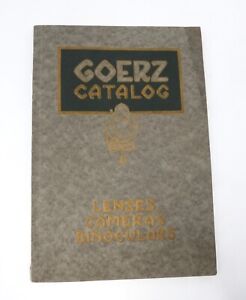 GOERZ
CATALOG
LENSES
CAMERAS
BINOCULARS